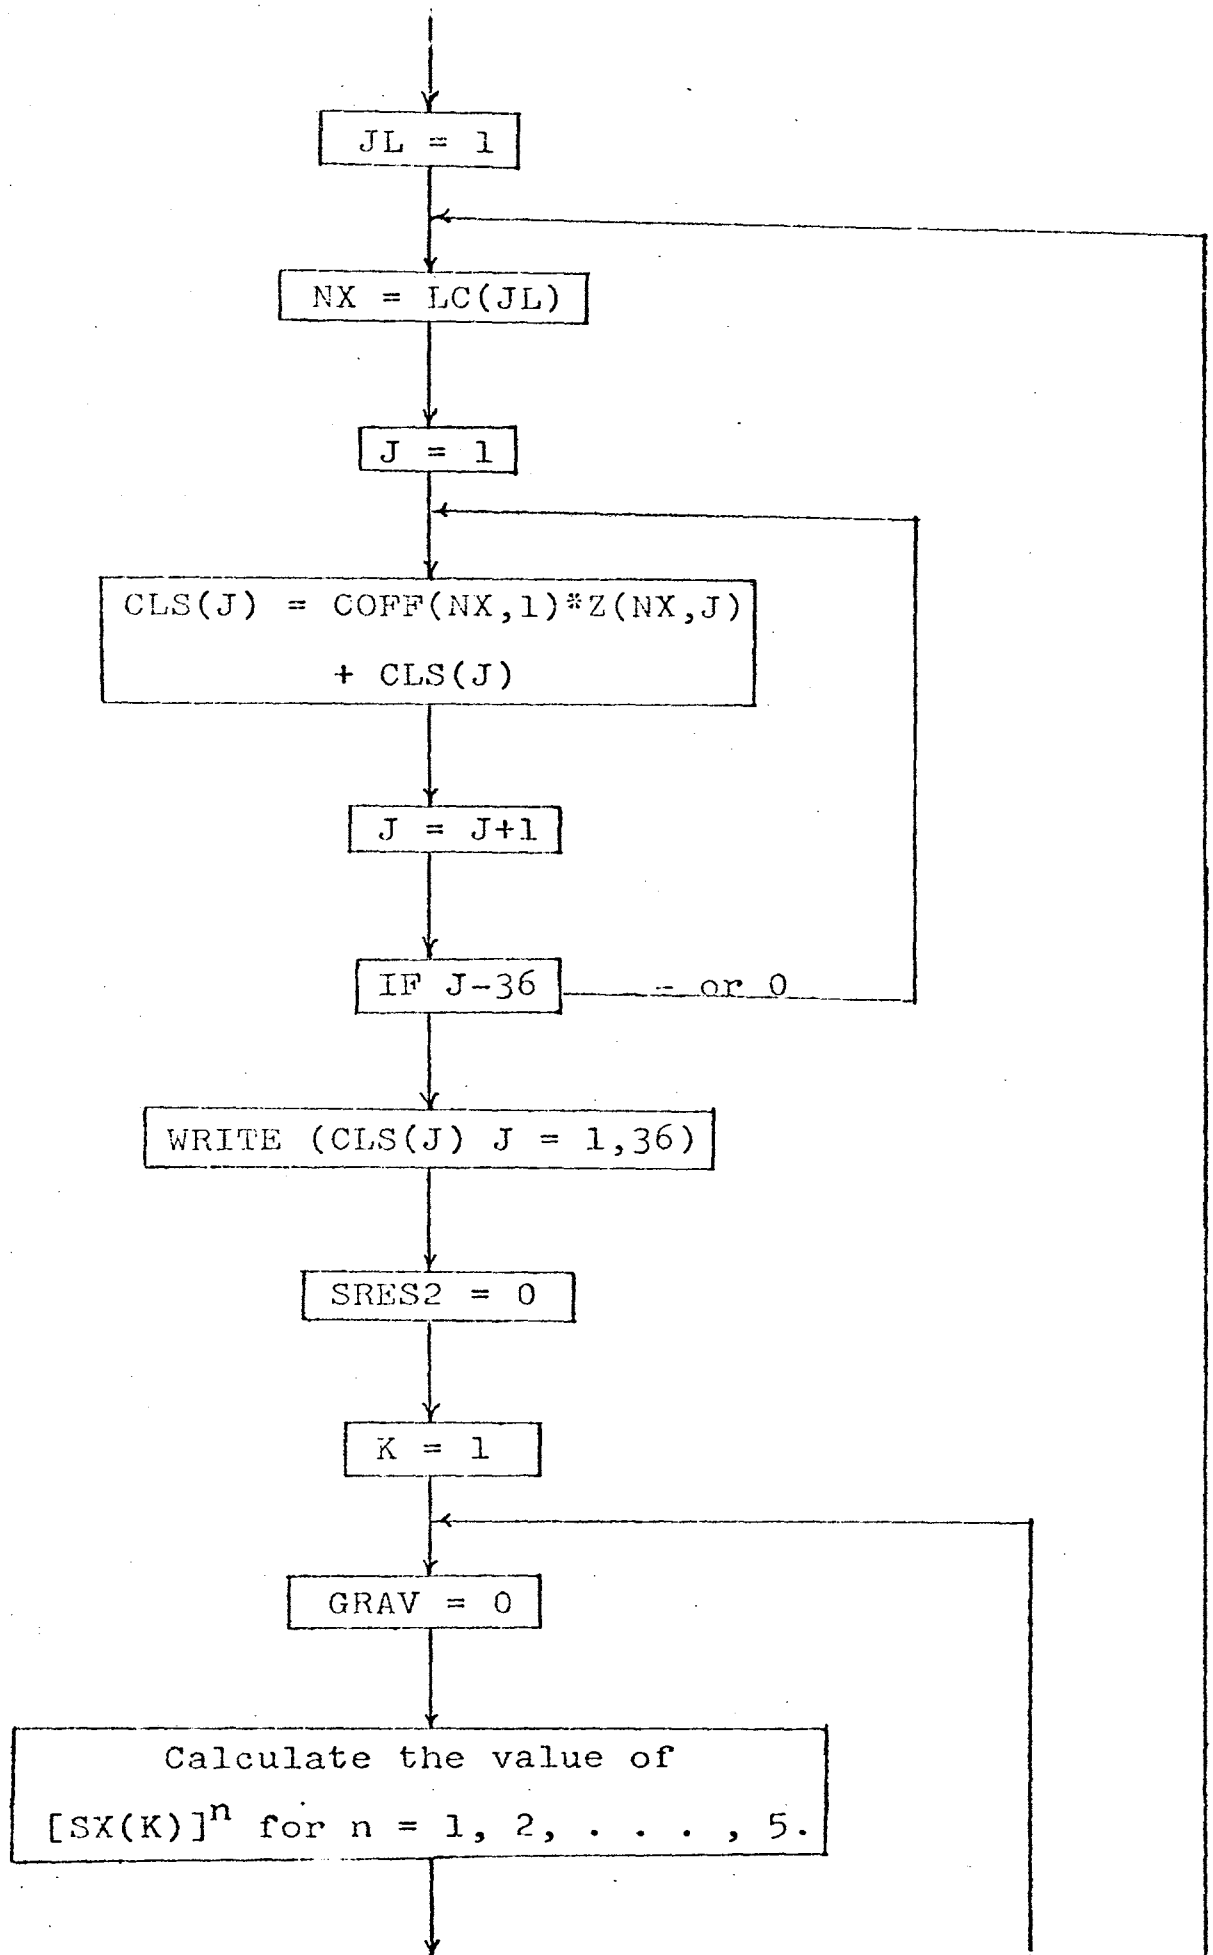 JL = 1
NX = LC(JL)
J = 1
CLS(J) = COFF(NX,1)*Z(NX,J)
+ CLS(J)
J = J+1
IF J-36 - or 0
WRITE (CLS(J) J = 1,36)
SRES2 = 0
K = 1
GRAV = 0
Calculate the value of
[SX(K)]ⁿ for n = 1, 2, . . . , 5.